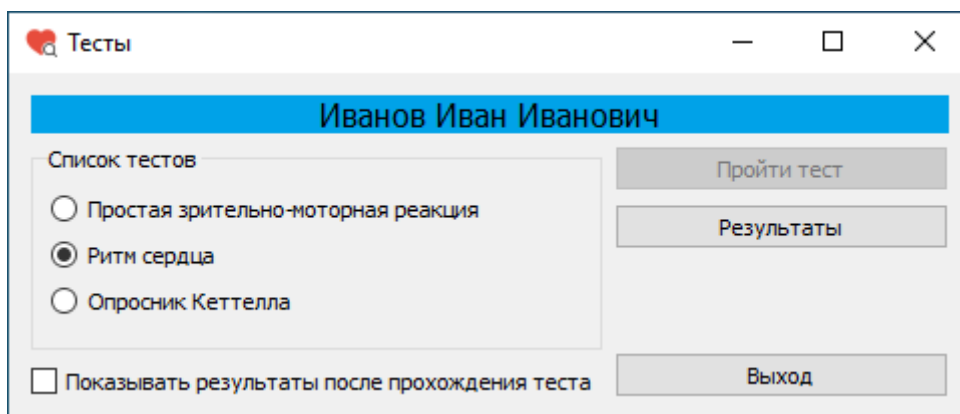 Тесты
Иванов Иван Иванович
Список тестов
Простая зрительно-моторная реакция
Ритм сердца
Опросник Кеттелла
Показывать результаты после прохождения теста
Пройти тест
Результаты
Выход